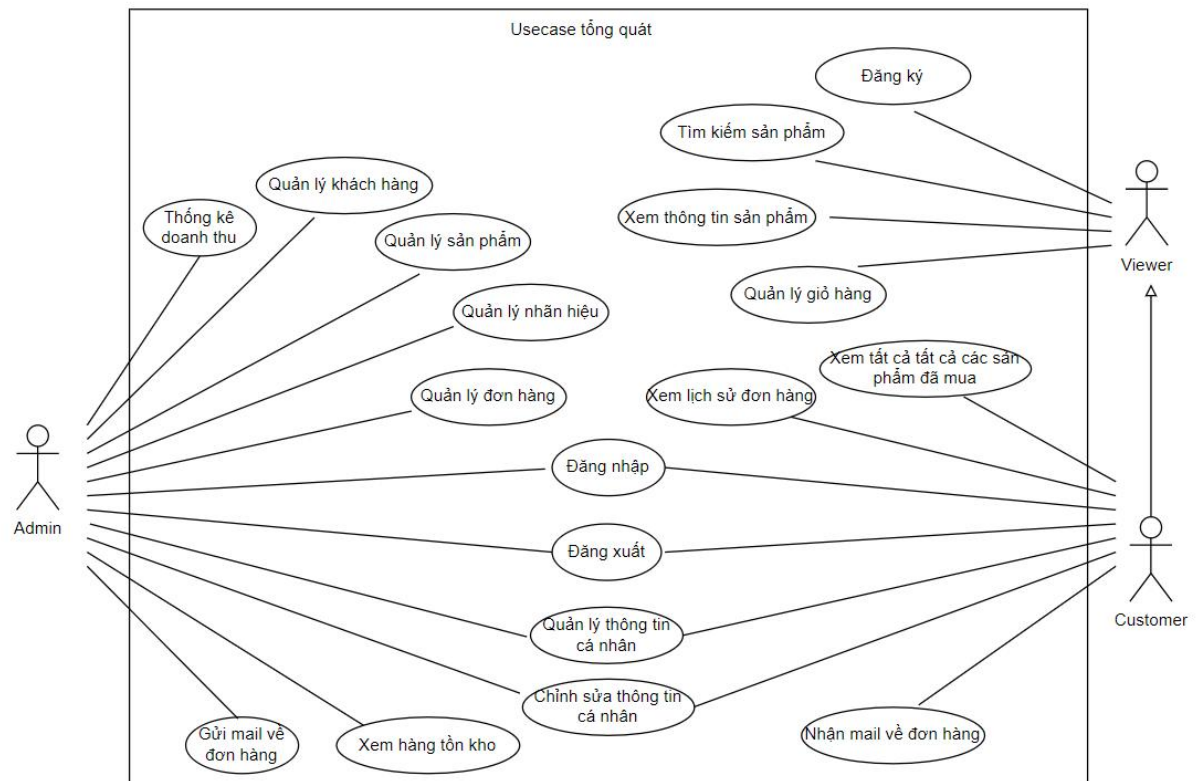 Usecase tổng quát
Đăng ký
Tìm kiếm sản phẩm
Quản lý khách hàng
Thống kê
doanh thu
Xem thông tin sản phẩm
Quản lý sản phẩm
Viewer
Quản lý giỏ hàng
Quản lý nhãn hiệu
Xem tất cả tất cả các sản
phẩm đã mua
Quản lý đơn hàng
Xem lịch sử đơn hàng
Đăng nhập
Admin
Đăng xuất
Customer
Quản lý thông tin
cá nhân
Chỉnh sửa thông tin
cá nhân
Gửi mail về
đơn hàng
Xem hàng tồn kho
Nhận mail về đơn hàng